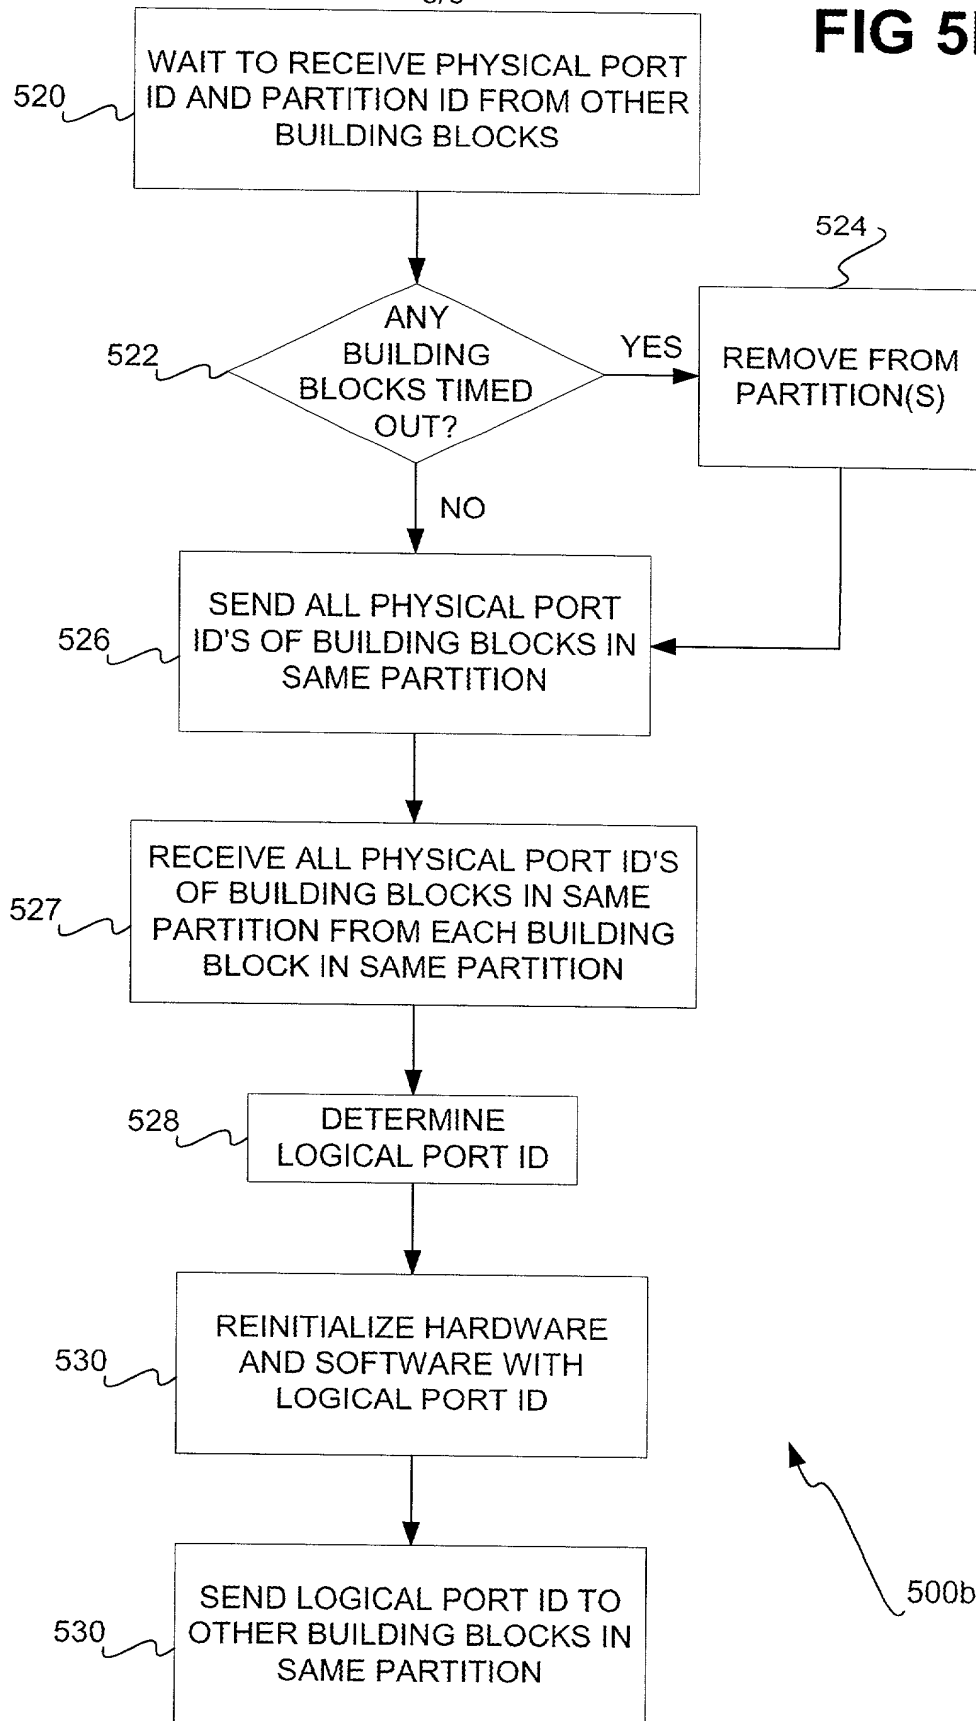 FIG 5
WAIT TO RECEIVE PHYSICAL PORT
ID AND PARTITION ID FROM OTHER
BUILDING BLOCKS
520
524
ANY
BUILDING
BLOCKS TIMED
OUT?
522
YES
REMOVE FROM
PARTITION(S)
NO
SEND ALL PHYSICAL PORT
ID'S OF BUILDING BLOCKS IN
SAME PARTITION
526
RECEIVE ALL PHYSICAL PORT ID'S
OF BUILDING BLOCKS IN SAME
PARTITION FROM EACH BUILDING
BLOCK IN SAME PARTITION
527
528
DETERMINE
LOGICAL PORT ID
REINITIALIZE HARDWARE
AND SOFTWARE WITH
LOGICAL PORT ID
530
500b
SEND LOGICAL PORT ID TO
OTHER BUILDING BLOCKS IN
SAME PARTITION
530